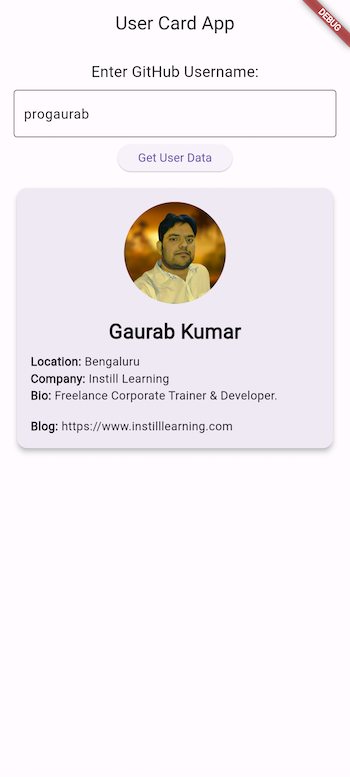 User Card App
DEBUG
Enter GitHub Username:
progaurab
Get User Data
Gaurab Kumar
Location: Bengaluru
Company: Instill Learning
Bio: Freelance Corporate Trainer & Developer.
Blog: https://www.instilllearning.com